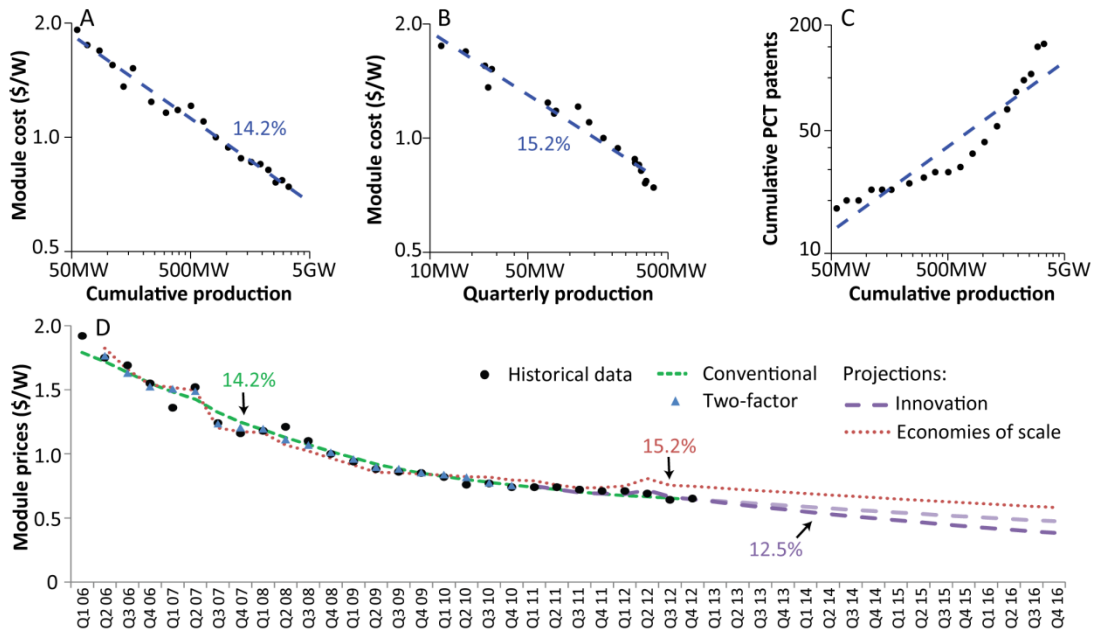 A
2.0
1.0
0.5
Module cost ($/W)
14.2%
50MW
500MW
5GW
Cumulative production
B
2.0
1.0
0.5
Module cost ($/W)
15.2%
10MW
50MW
500MW
Quarterly production
C
200
50
10
Cumulative PCT patents
50MW
500MW
5GW
Cumulative production
D
2.0
1.5
1.0
0.5
0
Module prices ($/W)
14.2%
Historical data
Conventional
Two-factor
Projections:
Innovation
Economies of scale
15.2%
12.5%
Q1 06
Q2 06
Q3 06
Q4 06
Q1 07
Q2 07
Q3 07
Q4 07
Q1 08
Q2 08
Q3 08
Q4 08
Q1 09
Q2 09
Q3 09
Q4 09
Q1 10
Q2 10
Q3 10
Q4 10
Q1 11
Q2 11
Q3 11
Q4 11
Q1 12
Q2 12
Q3 12
Q4 12
Q1 13
Q2 13
Q3 13
Q4 13
Q1 14
Q2 14
Q3 14
Q4 14
Q1 15
Q2 15
Q3 15
Q4 15
Q1 16
Q2 16
Q3 16
Q4 16